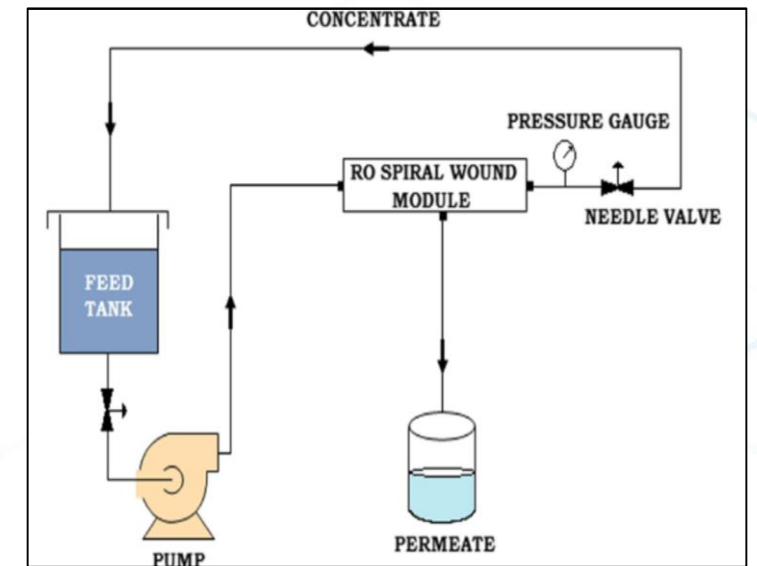 CONCENTRATE
PRESSURE GAUGE
RO SPIRAL WOUND
MODULE
NEEDLE VALVE
FEED
TANK
PERMEATE
PUMP